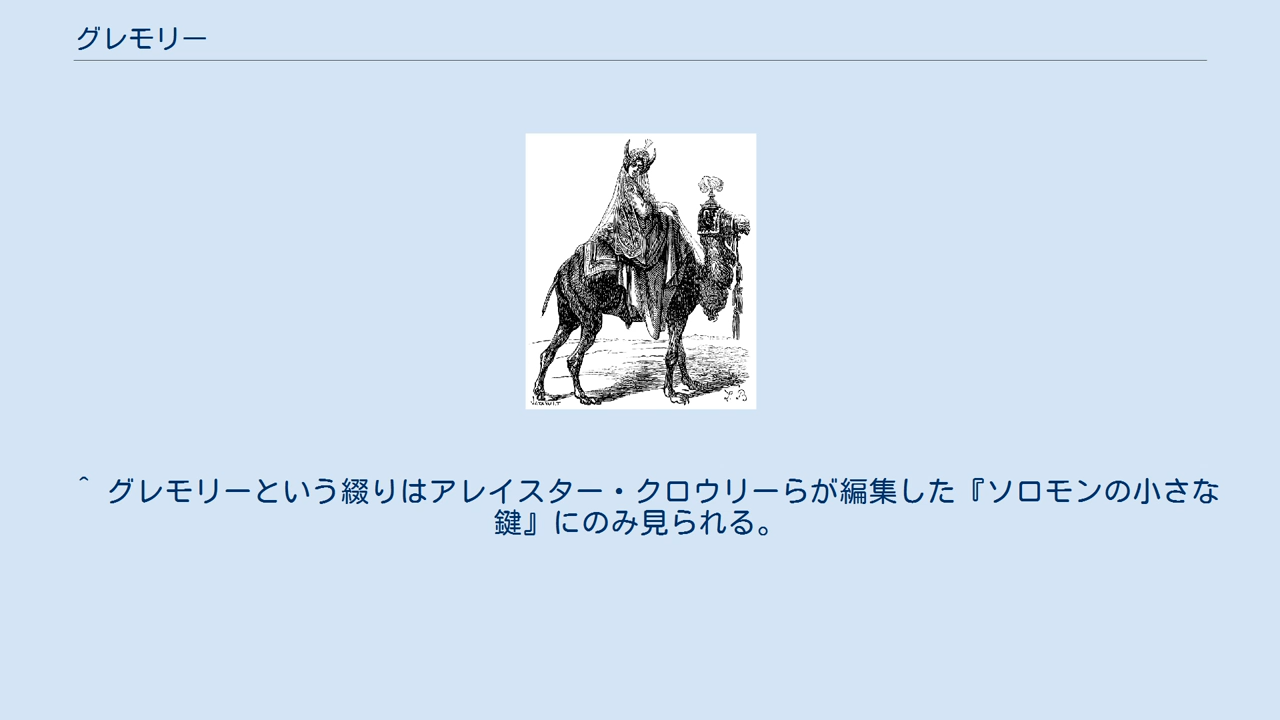 グレモリー
^ グレモリーという綴りはアレイスター・クロウリーらが編集した『ソロモンの小さな
鍵』にのみ見られる。